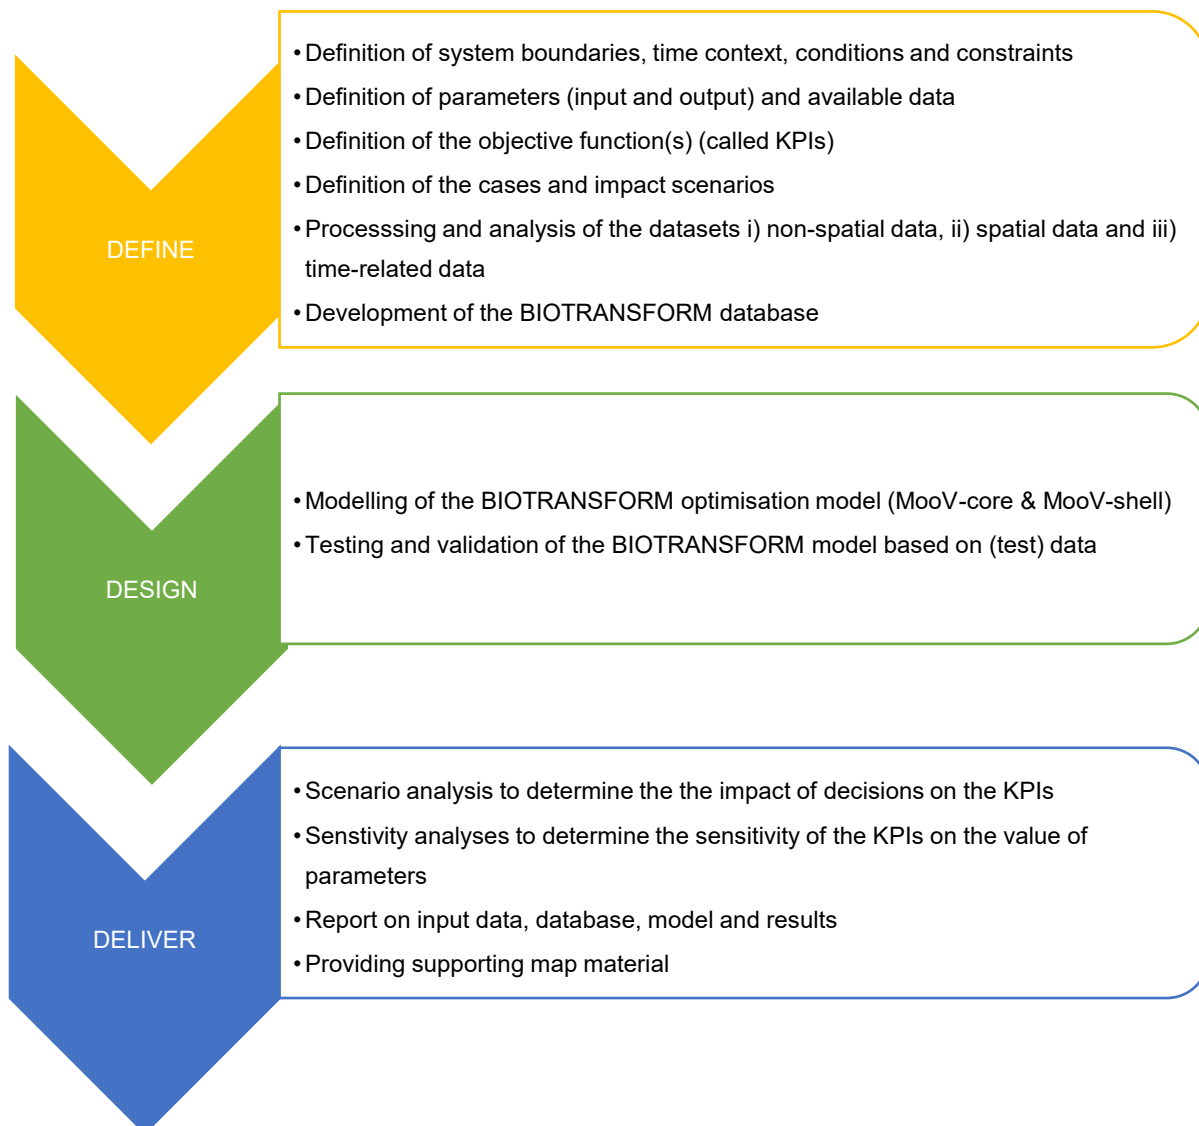 • Definition of system boundaries, time context, conditions and constraints
• Definition of parameters (input and output) and available data
• Definition of the objective function(s) (called KPIs)
• Definition of the cases and impact scenarios
• Processsing and analysis of the datasets i) non-spatial data, ii) spatial data and iii)
time-related data
• Development of the BIOTRANSFORM database
DEFINE
• Modelling of the BIOTRANSFORM optimisation model (MooV-core & MooV-shell)
• Testing and validation of the BIOTRANSFORM model based on (test) data
DESIGN
• Scenario analysis to determine the the impact of decisions on the KPIs
• Senstivity analyses to determine the sensitivity of the KPIs on the value of
parameters
• Report on input data, database, model and results
• Providing supporting map material
DELIVER